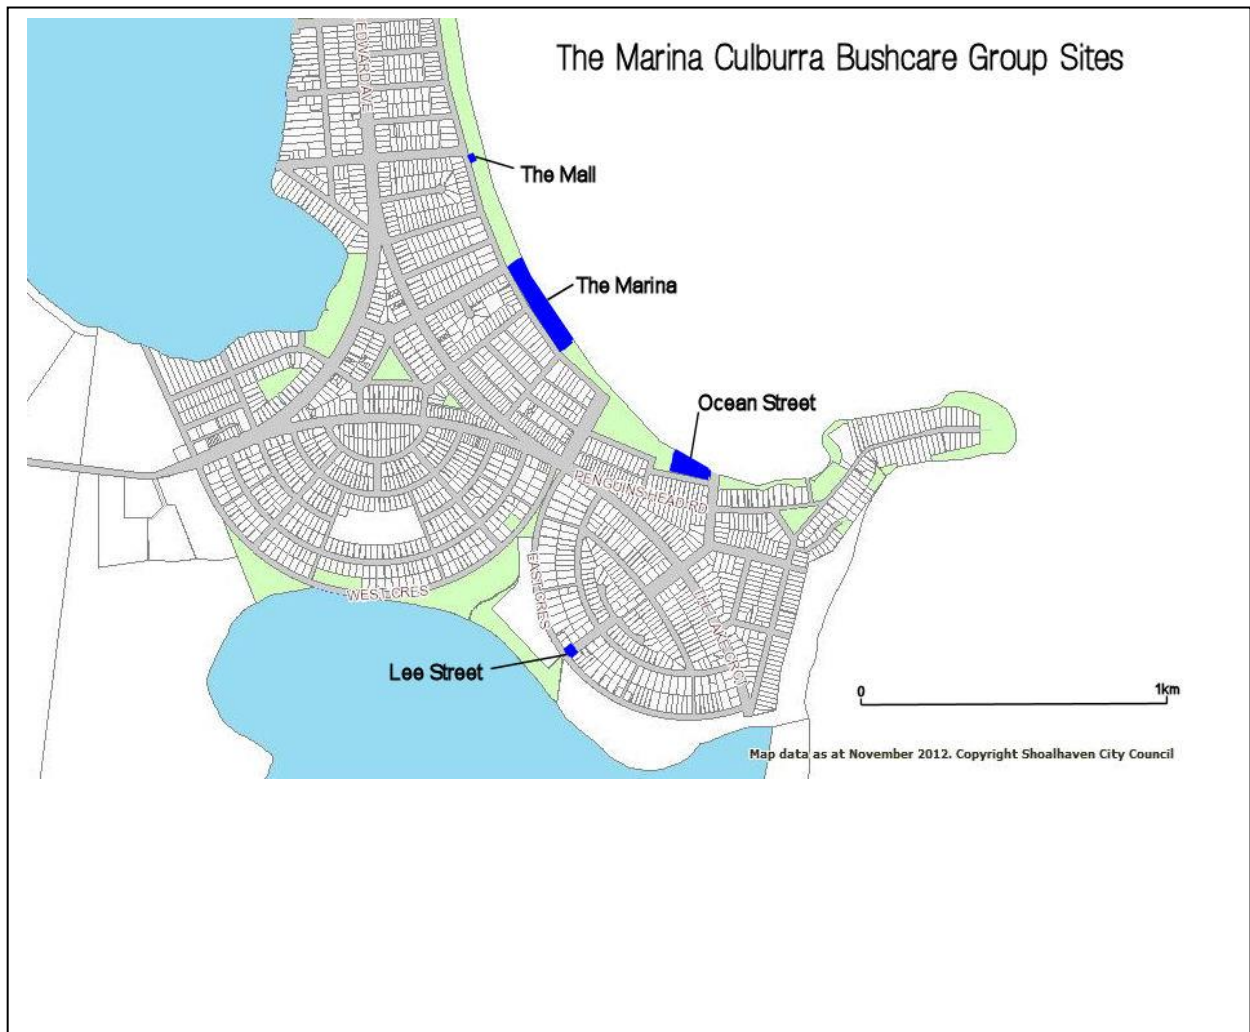 The Marina Culburra Bushcare Group Sites
EDWARD AVE
The Mall
The Marina
Ocean Street
PENGUINS HEAD RD
EAST CRES
WEST CRES
Lee Street
0 1km
Map data as at November 2012. Copyright Shoalhaven City Council